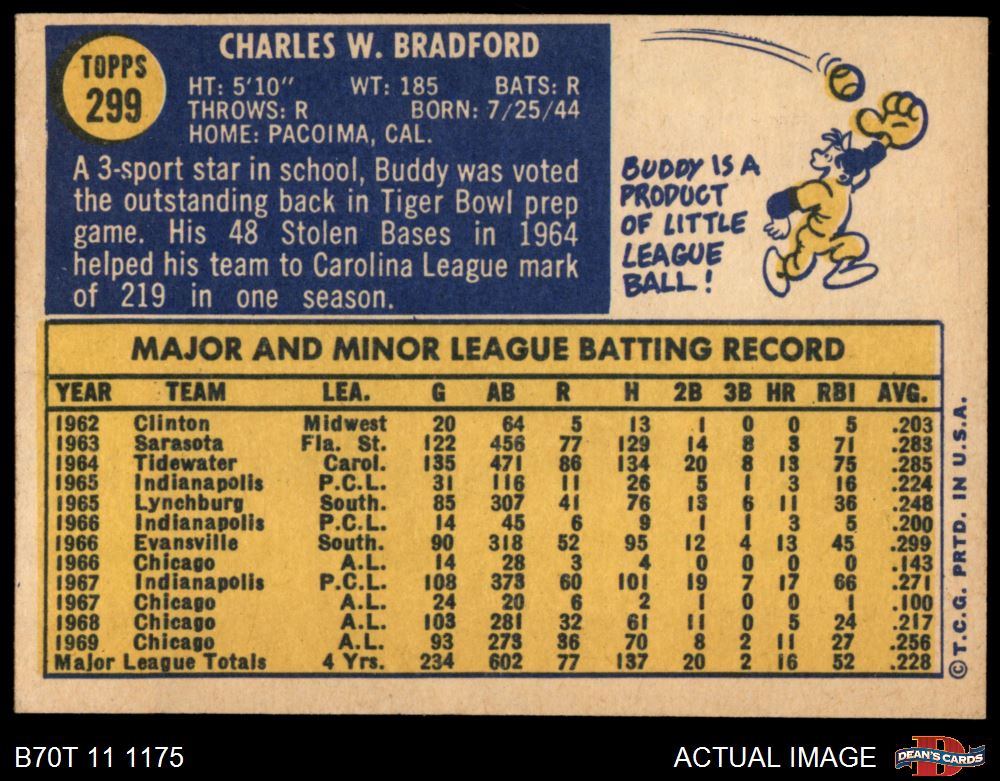 TOPPS
299
CHARLES W. BRADFORD
HT: 5'10" WT: 185 BATS: R
THROWS: R BORN: 7/25/44
HOME: PACOIMA, CAL.
A 3-sport star in school, Buddy was voted
the outstanding back in Tiger Bowl prep
game. His 48 Stolen Bases in 1964
helped his team to Carolina League mark
of 219 in one season.
BUDDY IS A
PRODUCT
OF LITTLE
LEAGUE
BALL!
MAJOR AND MINOR LEAGUE BATTING RECORD
YEAR TEAM LEA. G AB R H 2B 3B HR RBI AVG.
1962 Clinton Midwest 20 64 5 13 1 0 0 5 .203
1963 Sarasota Fla. St. 122 456 77 129 14 8 3 71 .283
1964 Tidewater Carol. 135 471 86 134 20 8 13 75 .285
1965 Indianapolis P.C.L. 31 116 11 26 5 1 3 16 .224
1965 Lynchburg South. 85 307 41 76 13 6 11 36 .248
1966 Indianapolis P.C.L. 14 45 6 9 1 1 3 5 .200
1966 Evansville South. 90 318 52 95 12 4 13 45 .299
1966 Chicago A.L. 14 28 3 4 0 0 0 0 .143
1967 Indianapolis P.C.L. 108 373 60 101 19 7 17 66 .271
1967 Chicago A.L. 24 20 6 2 1 0 0 1 .100
1968 Chicago A.L. 103 281 32 61 11 0 5 24 .217
1969 Chicago A.L. 93 273 36 70 8 2 11 27 .256
Major League Totals 4 Yrs. 234 602 77 137 20 2 16 52 .228
© T.C.G. PRTD. IN U.S.A.
B70T 11 1175
ACTUAL IMAGE
D
DEAN'S CARDS